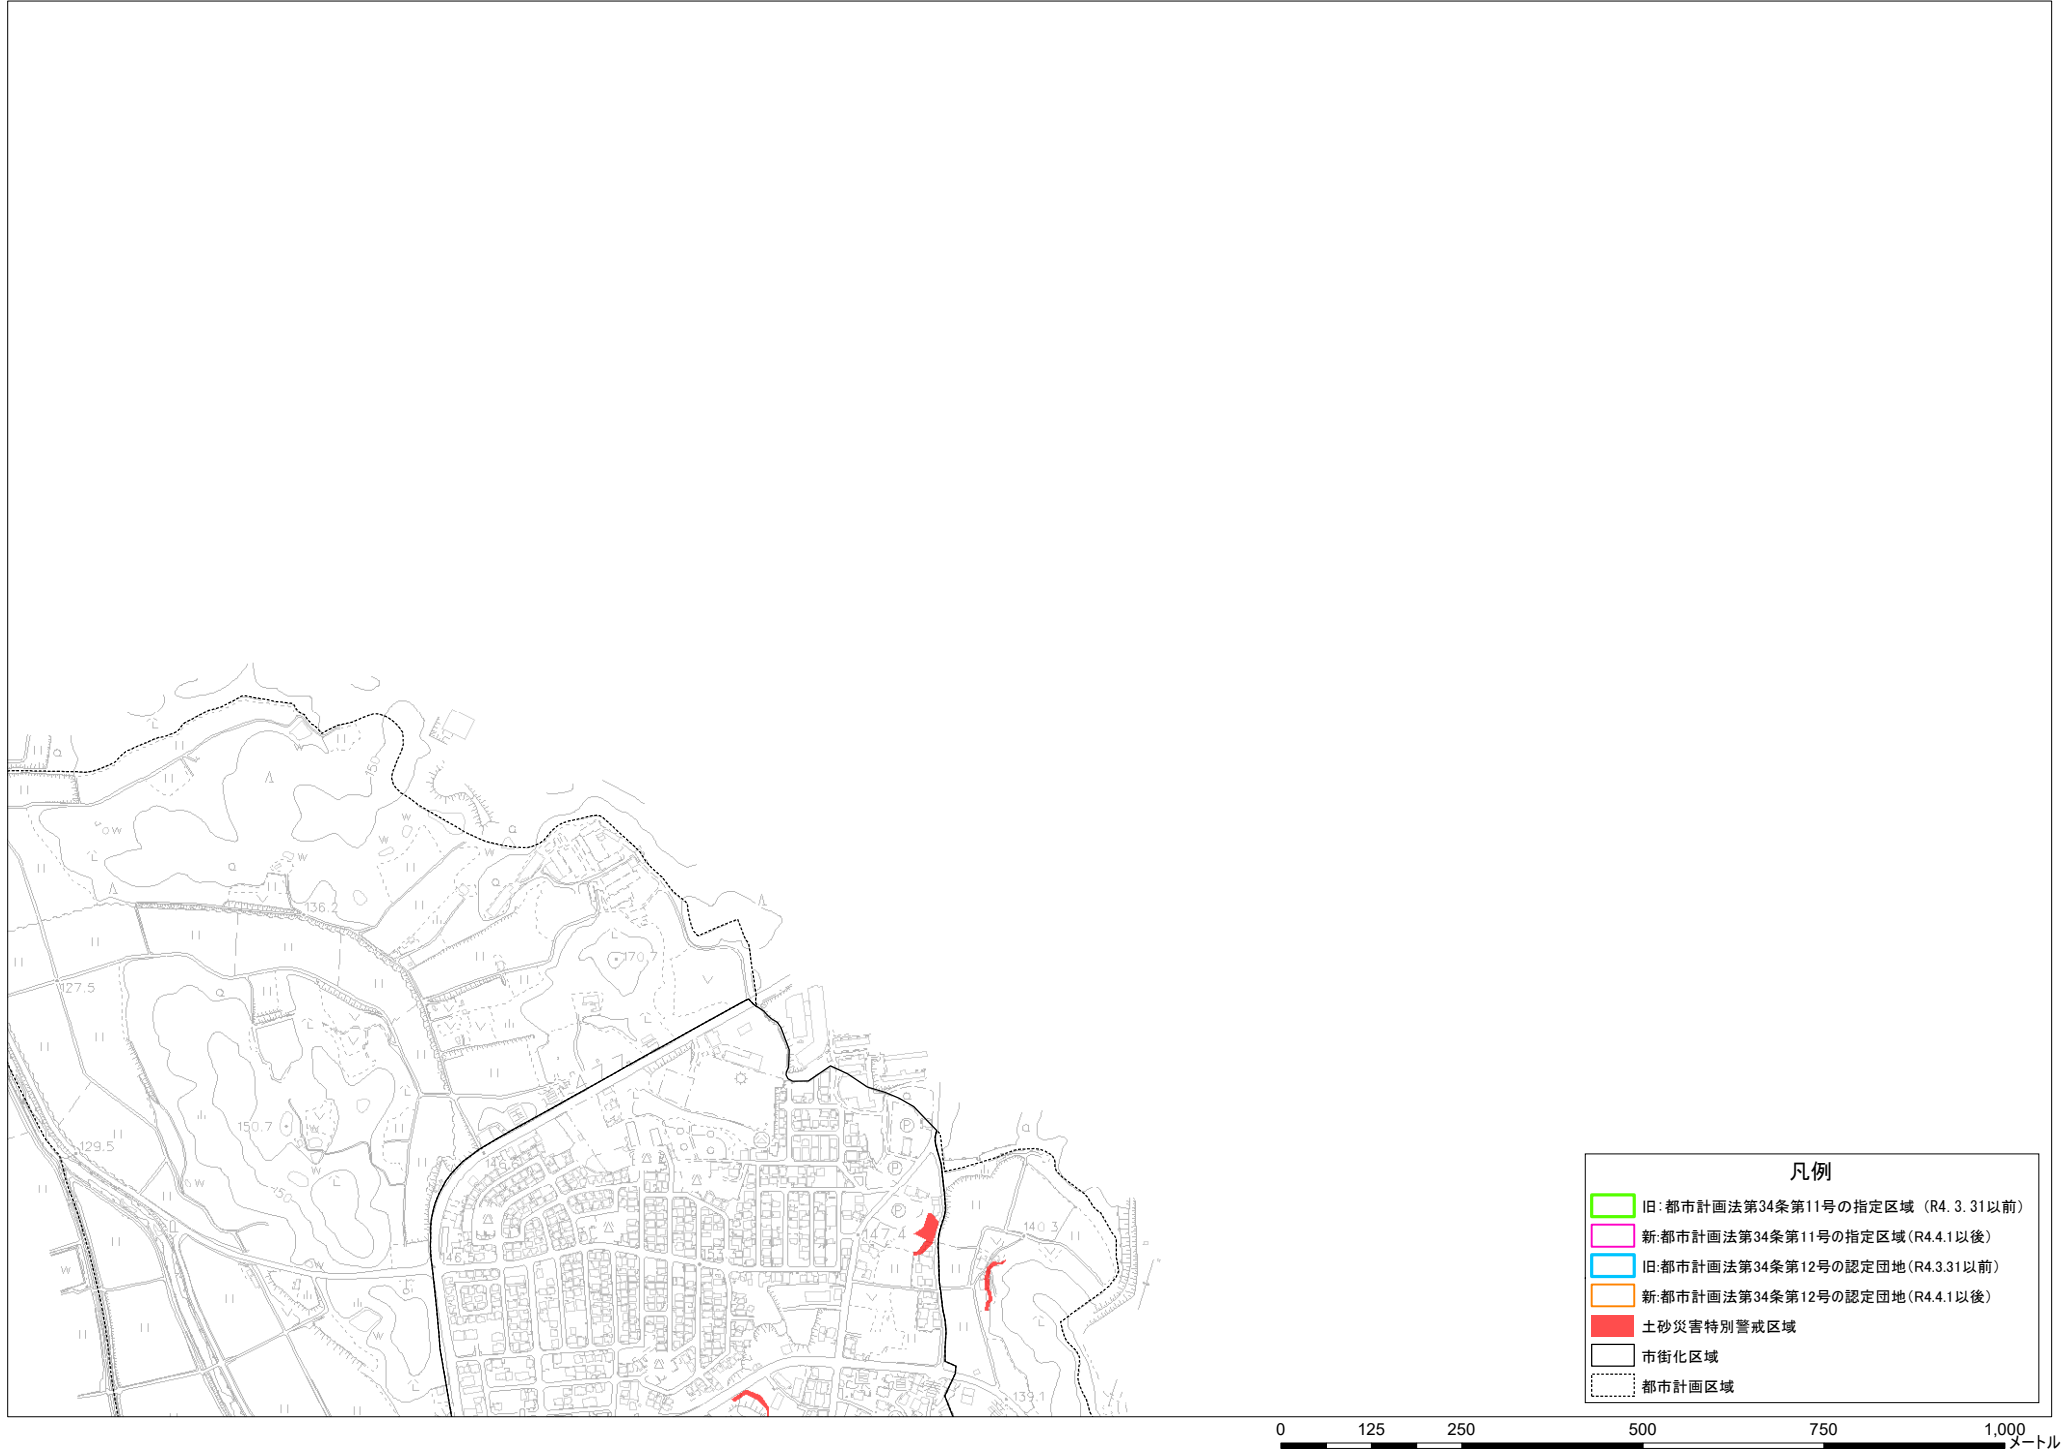 150
136.2
170.7
127.5
150.7
129.5
150
147.4
140.3
139.1
凡例
旧:都市計画法第34条第11号の指定区域 (R4.3.31以前)
新:都市計画法第34条第11号の指定区域(R4.4.1以後)
旧:都市計画法第34条第12号の認定団地(R4.3.31以前)
新:都市計画法第34条第12号の認定団地(R4.4.1以後)
土砂災害特別警戒区域
市街化区域
都市計画区域
0 125 250 500 750 1,000
メートル